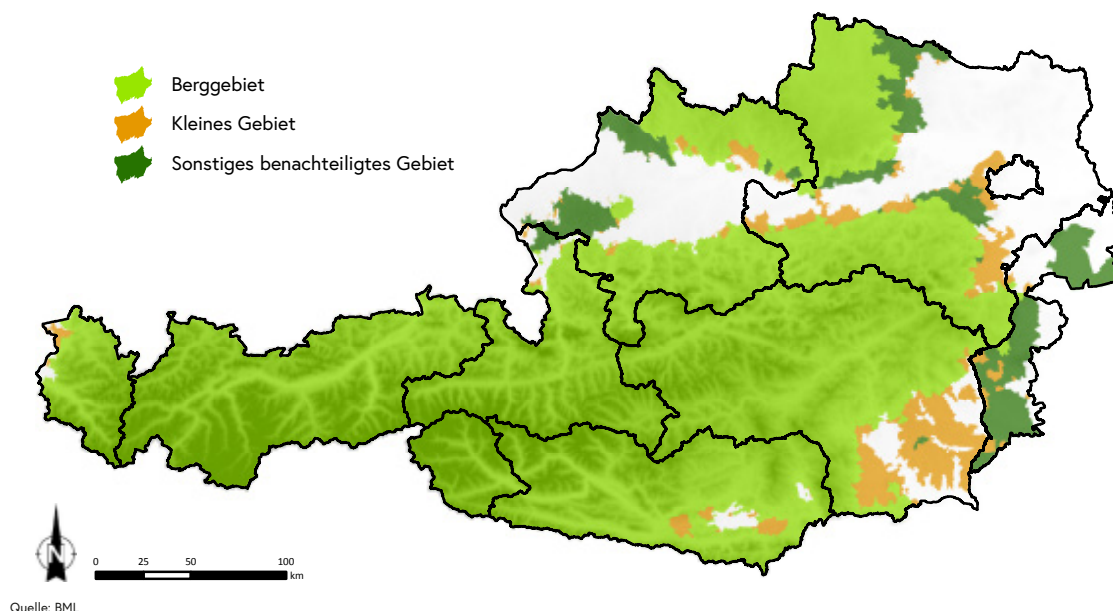 Berggebiet
Kleines Gebiet
Sonstiges benachteiligtes Gebiet
N
0 25 50 100
km
Quelle: BML